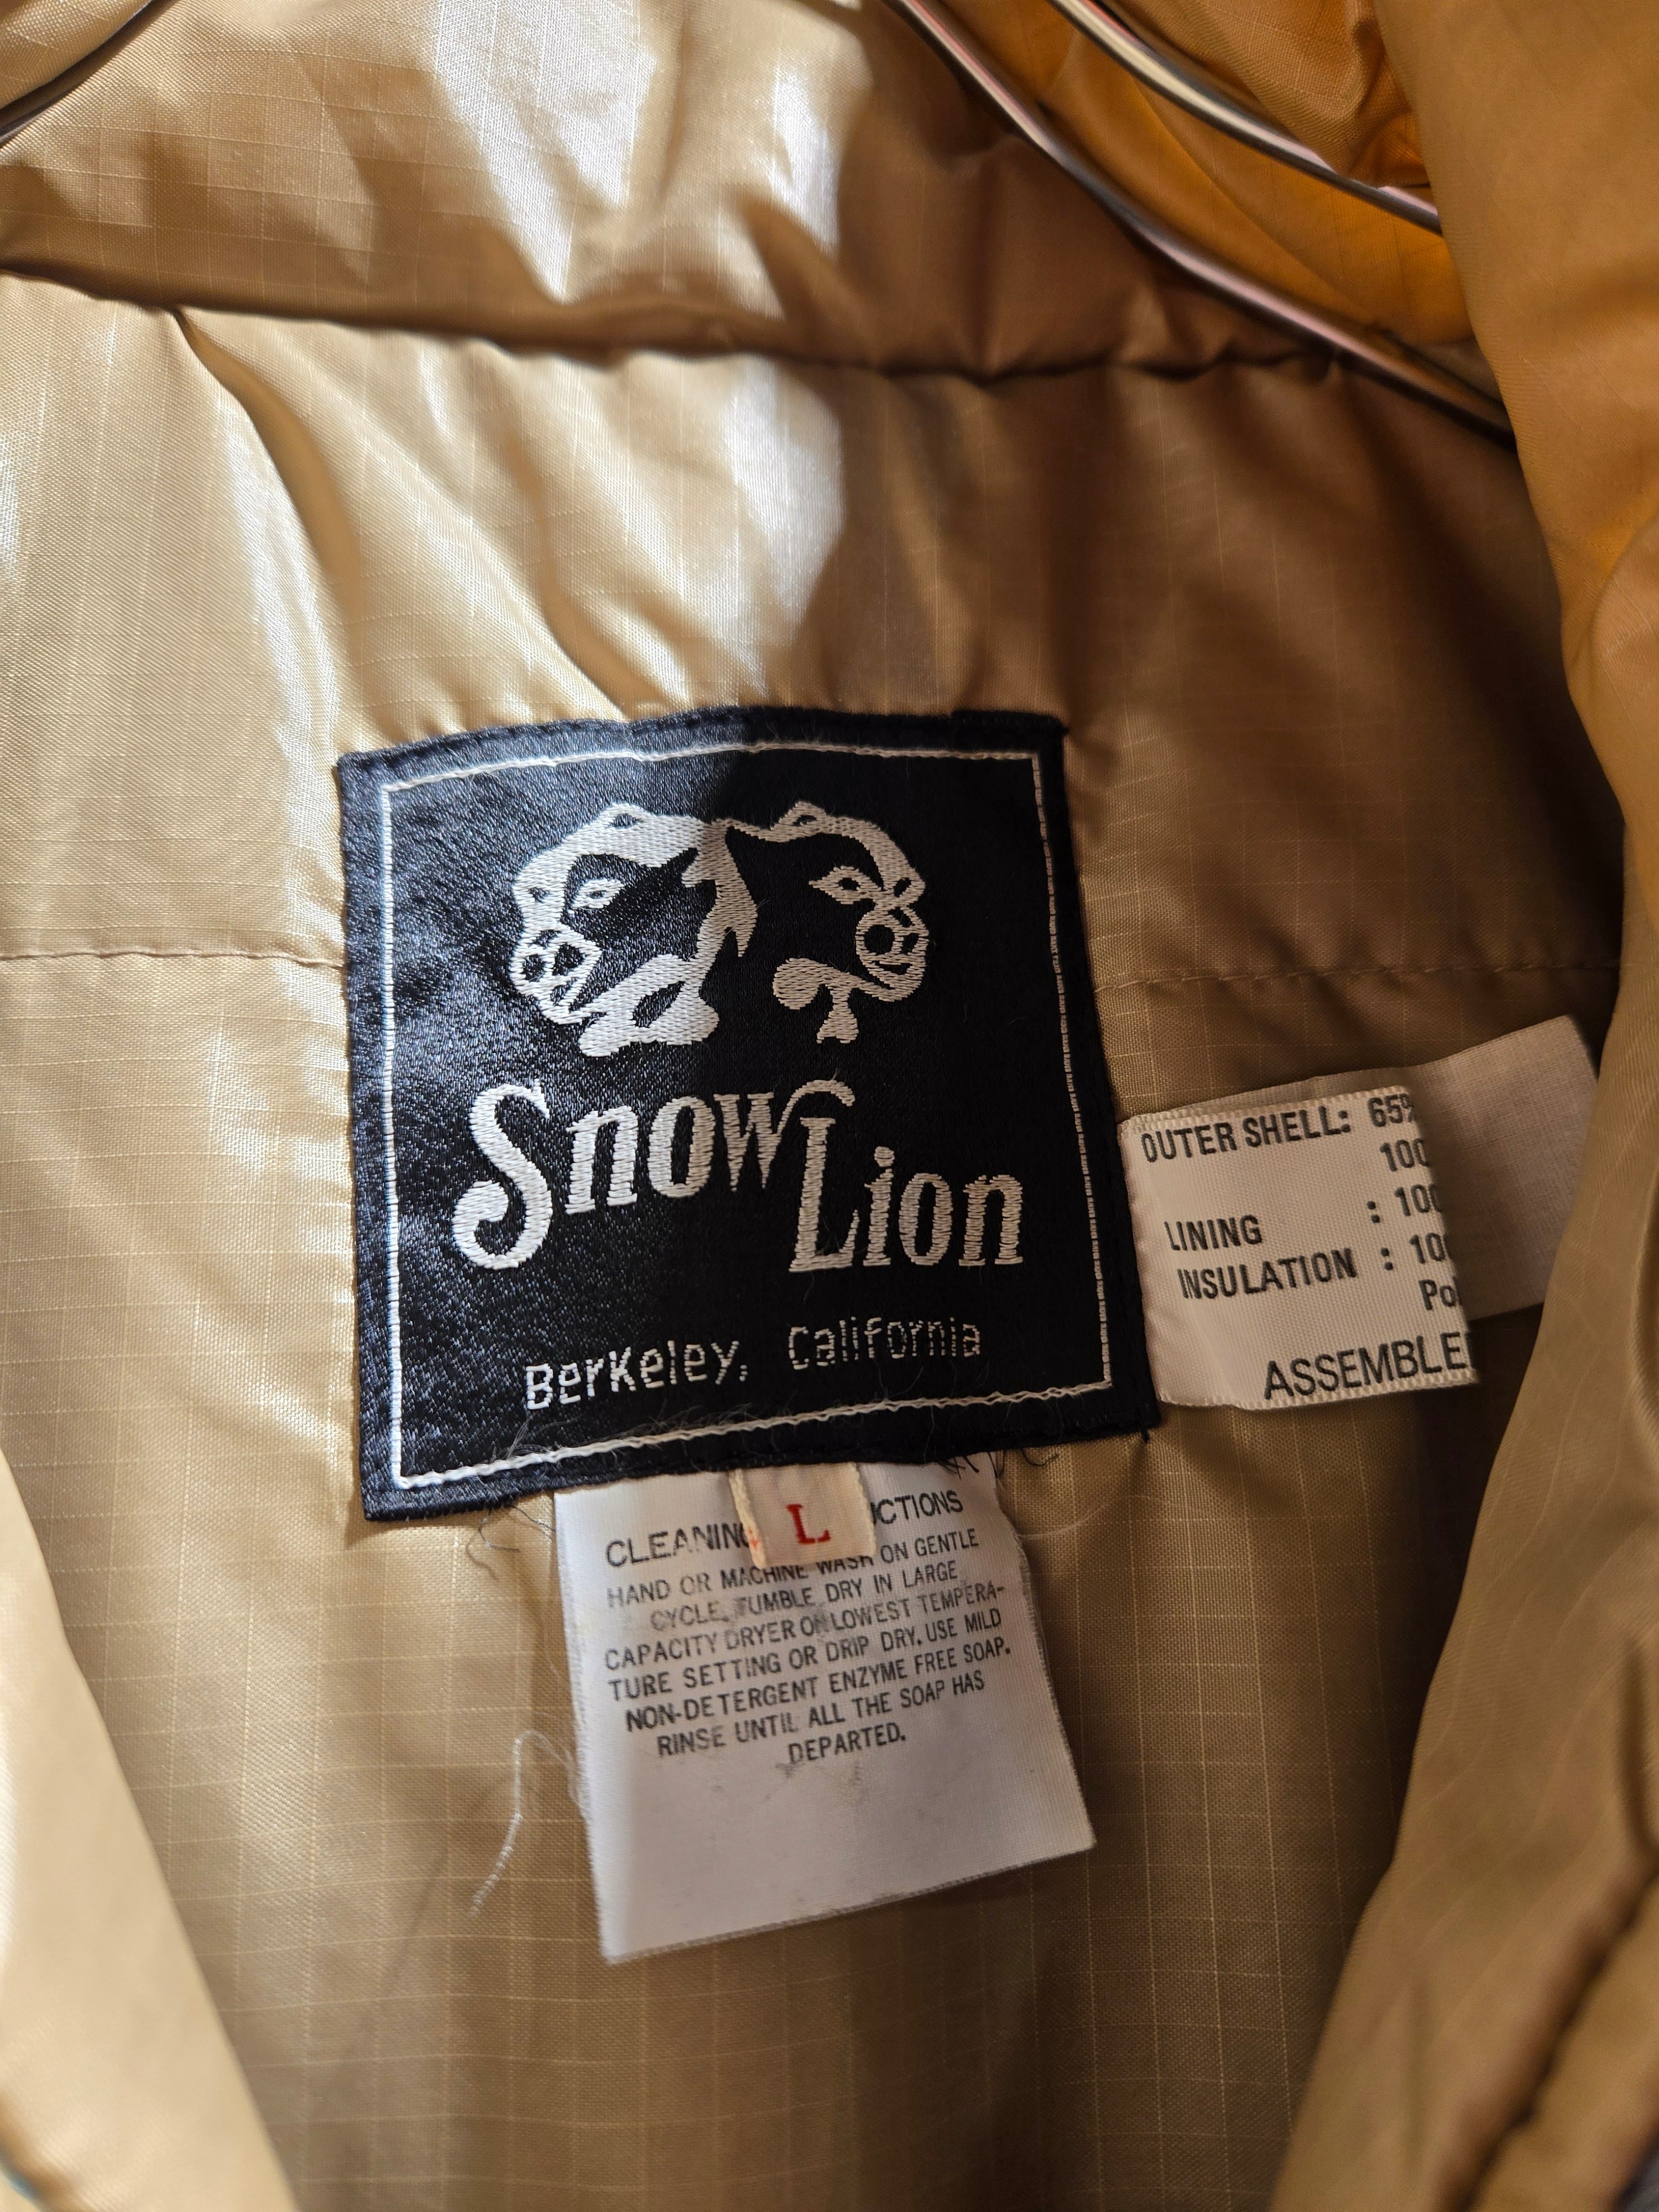 Snow Lion
Berkeley, California
OUTER SHELL: 65%
100
LINING : 100
INSULATION : 100
Pol
ASSEMBLE
L
CLEANING UCTIONS
HAND OR MACHINE WASH ON GENTLE
CYCLE, TUMBLE DRY IN LARGE
CAPACITY DRYER ON LOWEST TEMPERA-
TURE SETTING OR DRIP DRY. USE MILD
NON-DETERGENT ENZYME FREE SOAP.
RINSE UNTIL ALL THE SOAP HAS
DEPARTED.